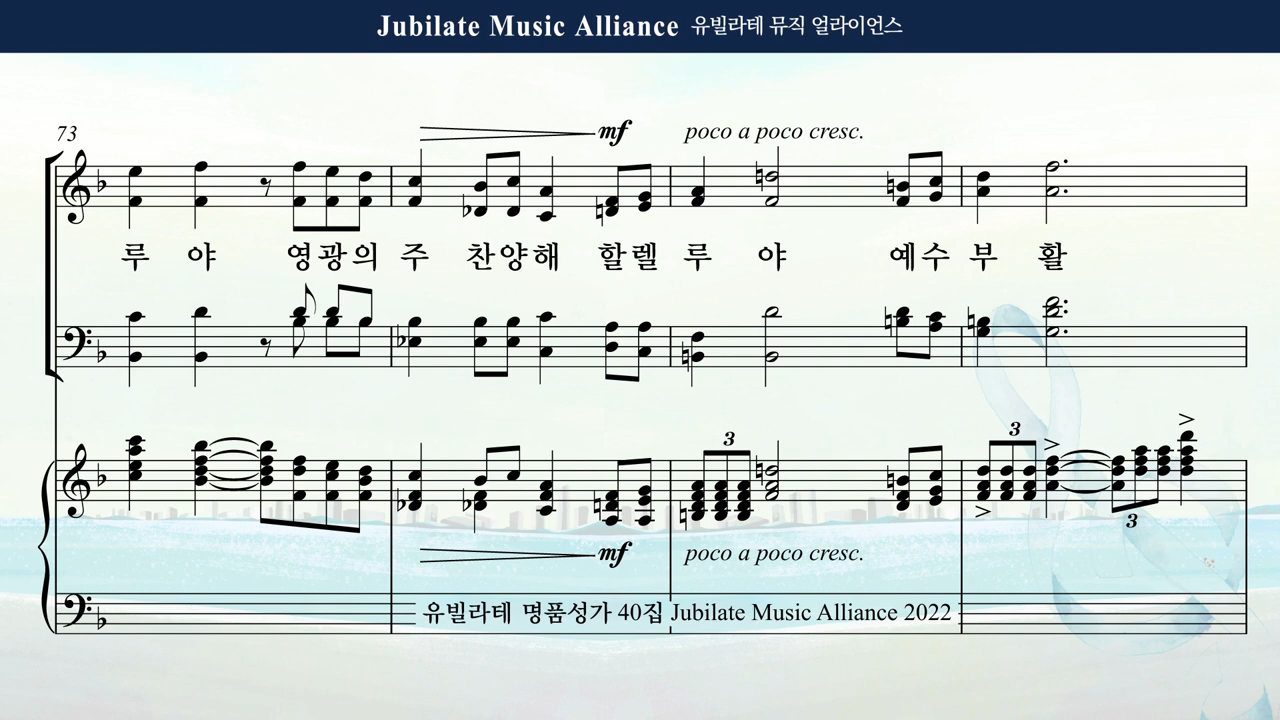 Jubilate Music Alliance 유빌라테 뮤직 얼라이언스
73
mf poco a poco cresc.
루 야 영광의 주 찬양해 할렐 루 야 예수 부 활
3 3
3
mf poco a poco cresc.
유빌라테 명품성가 40집 Jubilate Music Alliance 2022